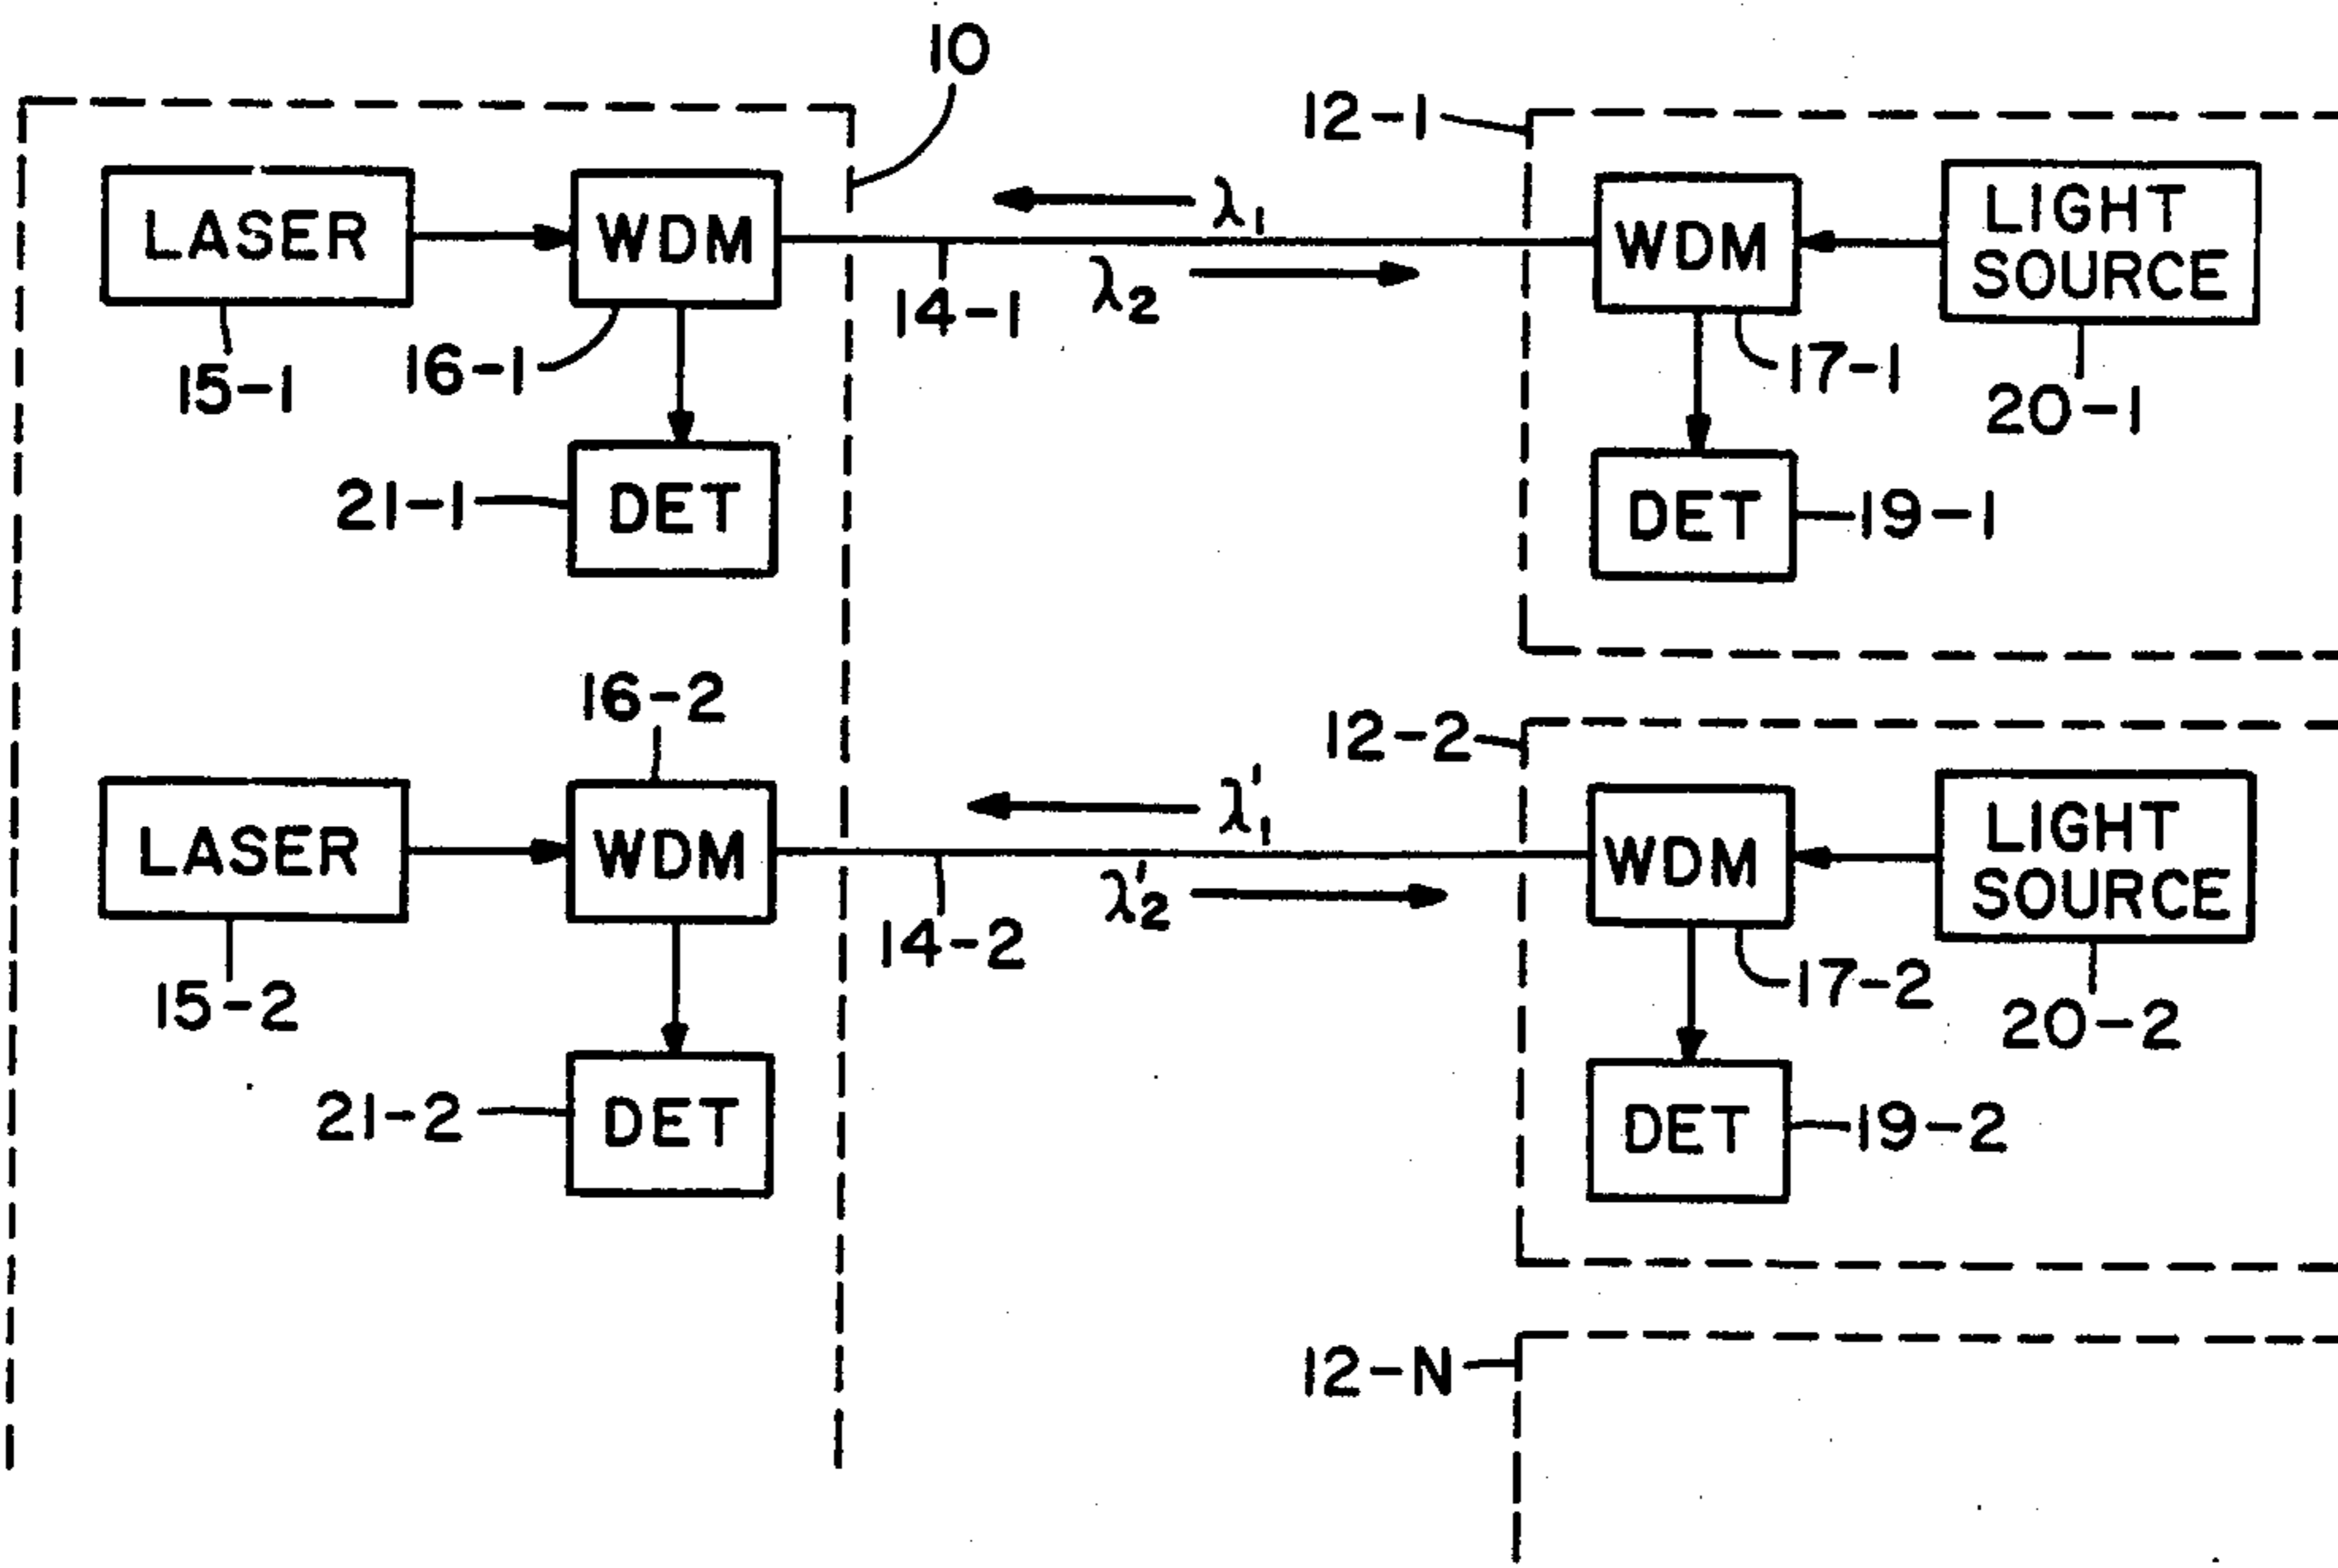 10
12-1
λ1
LASER
WDM
WDM
LIGHT
SOURCE
14-1
λ2
15-1
16-1
17-1
20-1
21-1
DET
DET
19-1
16-2
12-2
λ'1
LASER
WDM
WDM
LIGHT
SOURCE
λ'2
14-2
15-2
17-2
20-2
21-2
DET
DET
19-2
12-N